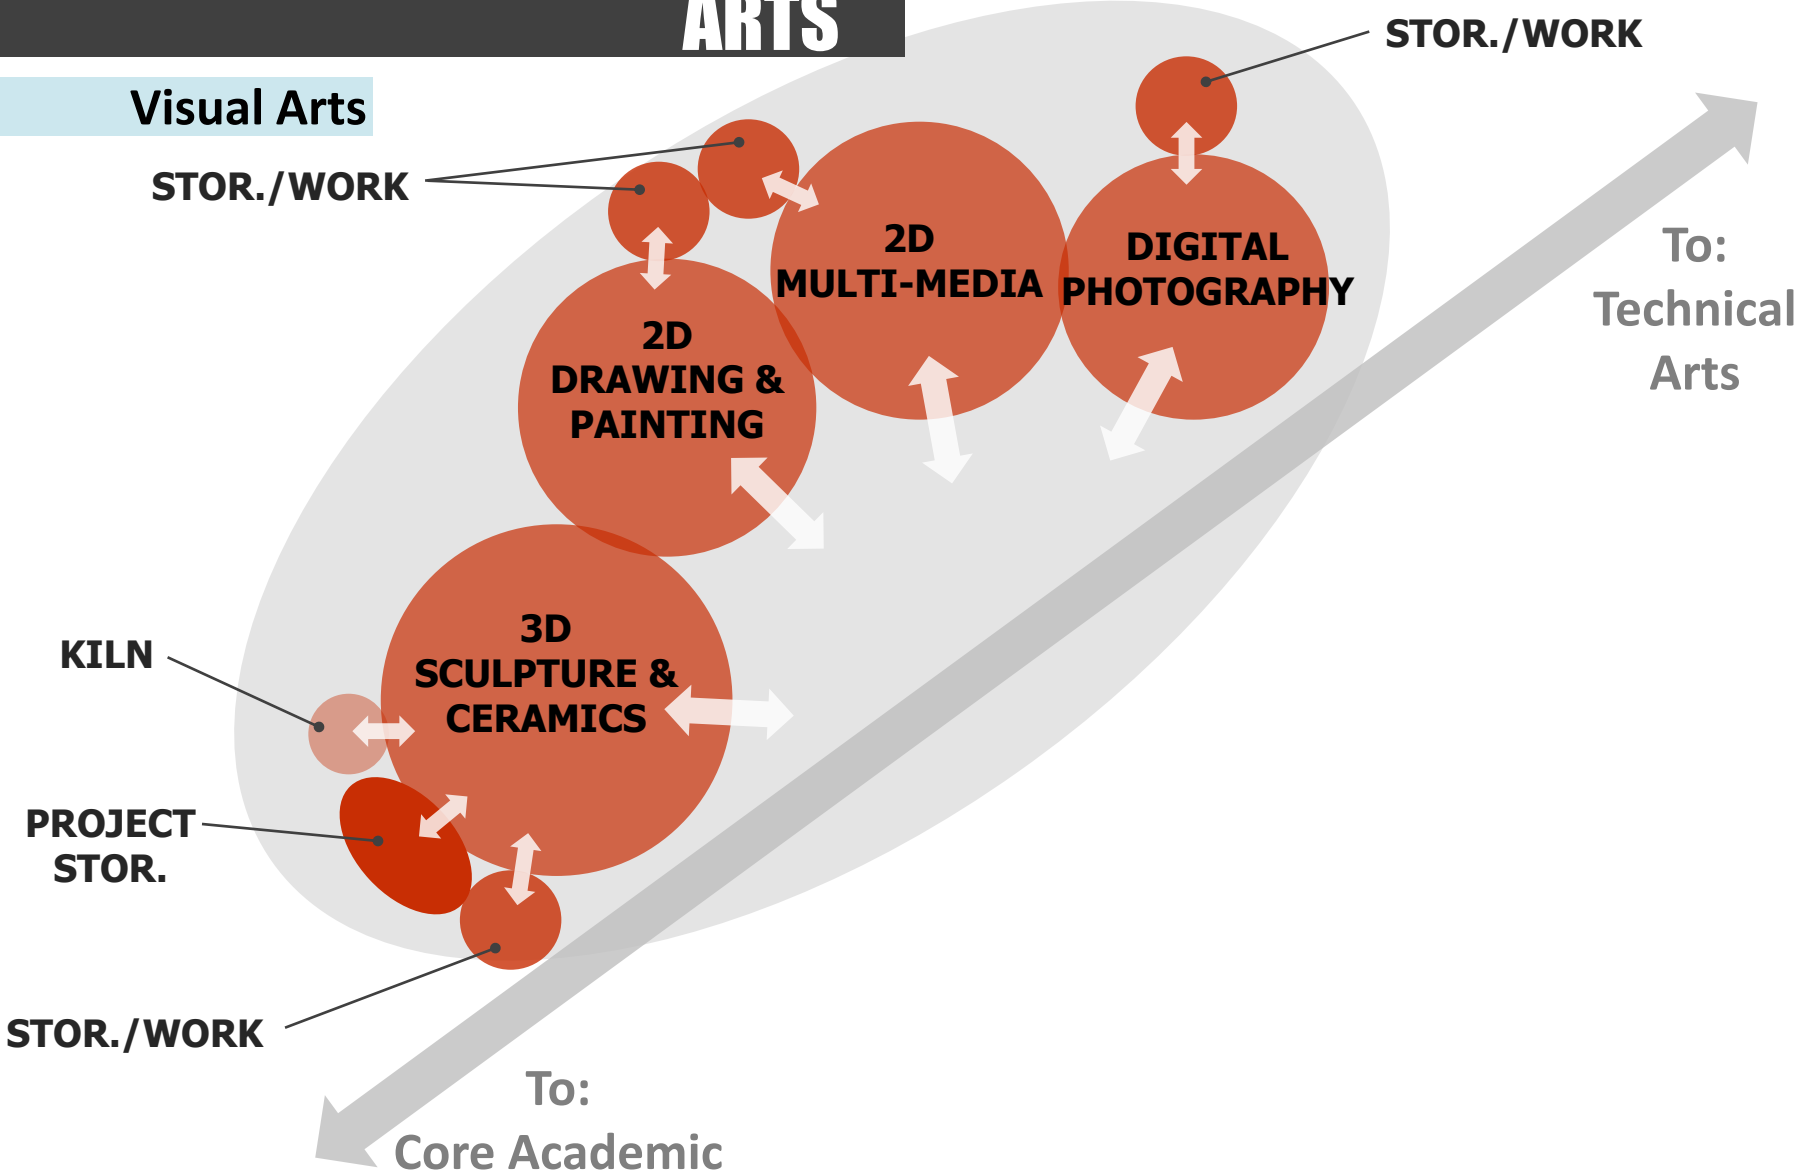 ARTS
Visual Arts
STOR./WORK
STOR./WORK
2D
MULTI-MEDIA
DIGITAL
PHOTOGRAPHY
To:
Technical
Arts
2D
DRAWING &
PAINTING
3D
SCULPTURE &
CERAMICS
KILN
PROJECT
STOR.
STOR./WORK
To:
Core Academic